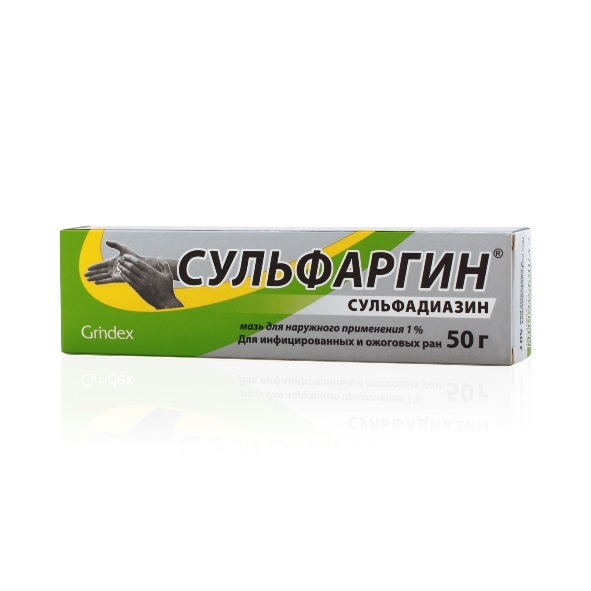 СУЛЬФАРГИН®
СУЛЬФАДИАЗИН
мазь для наружного применения 1%
Для инфицированных и ожоговых ран 50 г
Grindex